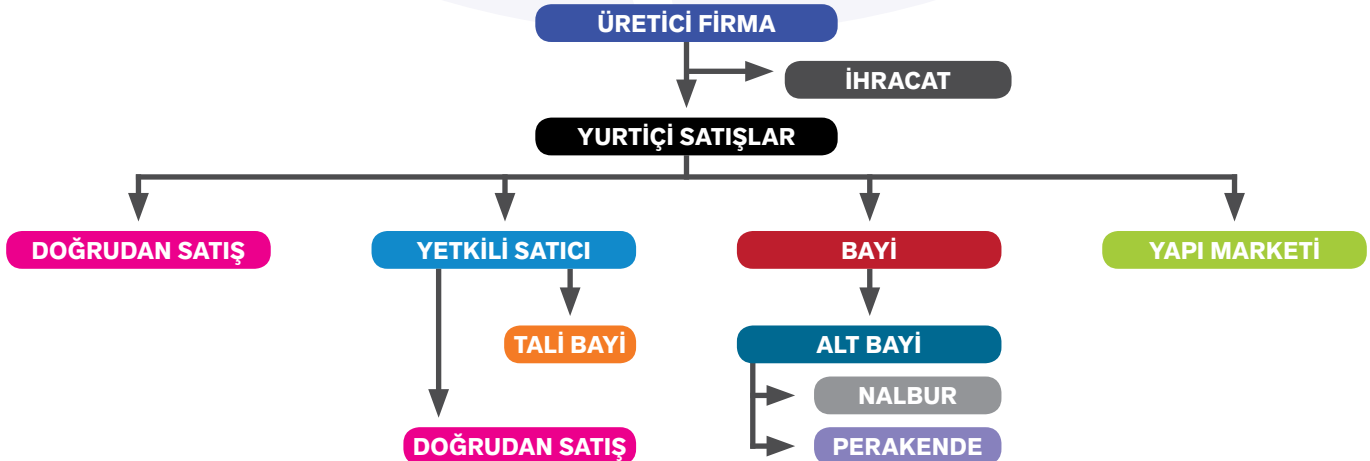 ÜRETİCİ FİRMA
İHRACAT
YURTİÇİ SATIŞLAR
DOĞRUDAN SATIŞ
YETKİLİ SATICI
BAYİ
YAPI MARKETİ
TALİ BAYİ
ALT BAYİ
NALBUR
DOĞRUDAN SATIŞ
PERAKENDE